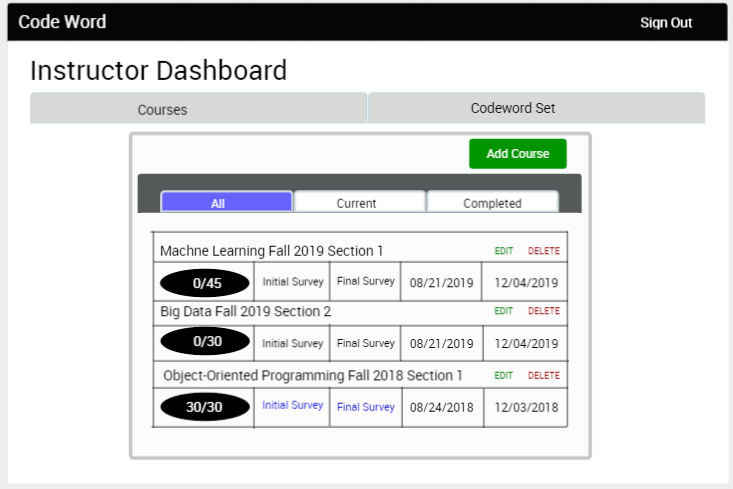 Code Word Sign Out
Instructor Dashboard
Courses Codeword Set
Add Course
All Current Completed
Machne Learning Fall 2019 Section 1 EDIT DELETE
0/45 Initial Survey Final Survey 08/21/2019 12/04/2019
Big Data Fall 2019 Section 2 EDIT DELETE
0/30 Initial Survey Final Survey 08/21/2019 12/04/2019
Object-Oriented Programming Fall 2018 Section 1 EDIT DELETE
30/30 Initial Survey Final Survey 08/24/2018 12/03/2018